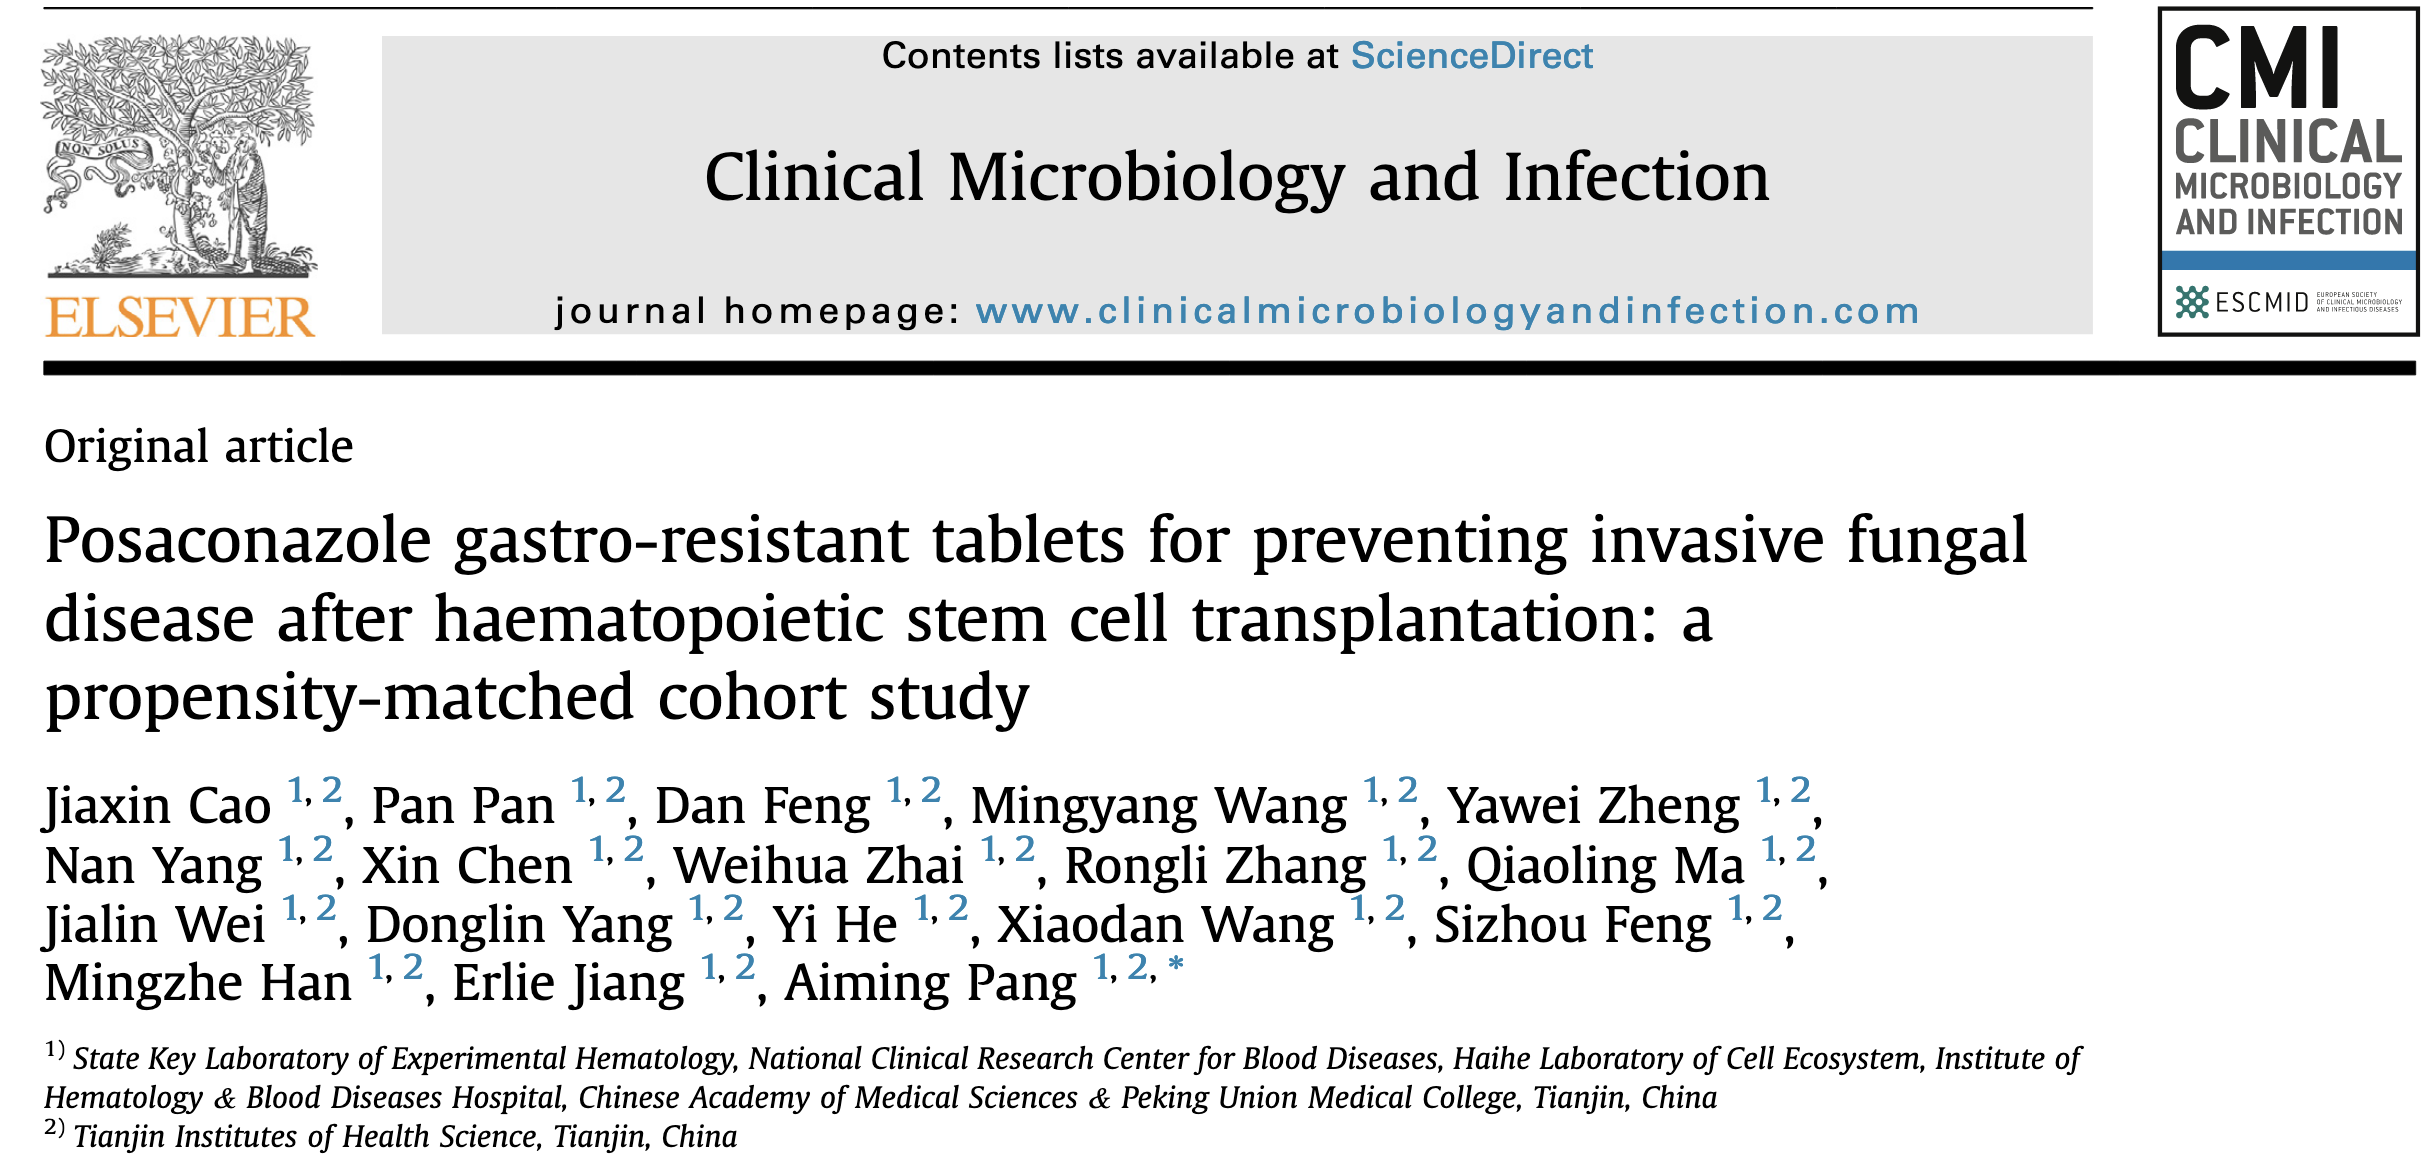 Contents lists available at ScienceDirect
Clinical Microbiology and Infection
journal homepage: www.clinicalmicrobiologyandinfection.com
NON SOLUS
ELSEVIER
CMI
CLINICAL
MICROBIOLOGY
AND INFECTION
ESCMID
EUROPEAN SOCIETY
OF CLINICAL MICROBIOLOGY
AND INFECTIOUS DISEASES
Original article
Posaconazole gastro-resistant tablets for preventing invasive fungal
disease after haematopoietic stem cell transplantation: a
propensity-matched cohort study
Jiaxin Cao 1, 2, Pan Pan 1, 2, Dan Feng 1, 2, Mingyang Wang 1, 2, Yawei Zheng 1, 2,
Nan Yang 1, 2, Xin Chen 1, 2, Weihua Zhai 1, 2, Rongli Zhang 1, 2, Qiaoling Ma 1, 2,
Jialin Wei 1, 2, Donglin Yang 1, 2, Yi He 1, 2, Xiaodan Wang 1, 2, Sizhou Feng 1, 2,
Mingzhe Han 1, 2, Erlie Jiang 1, 2, Aiming Pang 1, 2, *
1) State Key Laboratory of Experimental Hematology, National Clinical Research Center for Blood Diseases, Haihe Laboratory of Cell Ecosystem, Institute of
Hematology & Blood Diseases Hospital, Chinese Academy of Medical Sciences & Peking Union Medical College, Tianjin, China
2) Tianjin Institutes of Health Science, Tianjin, China